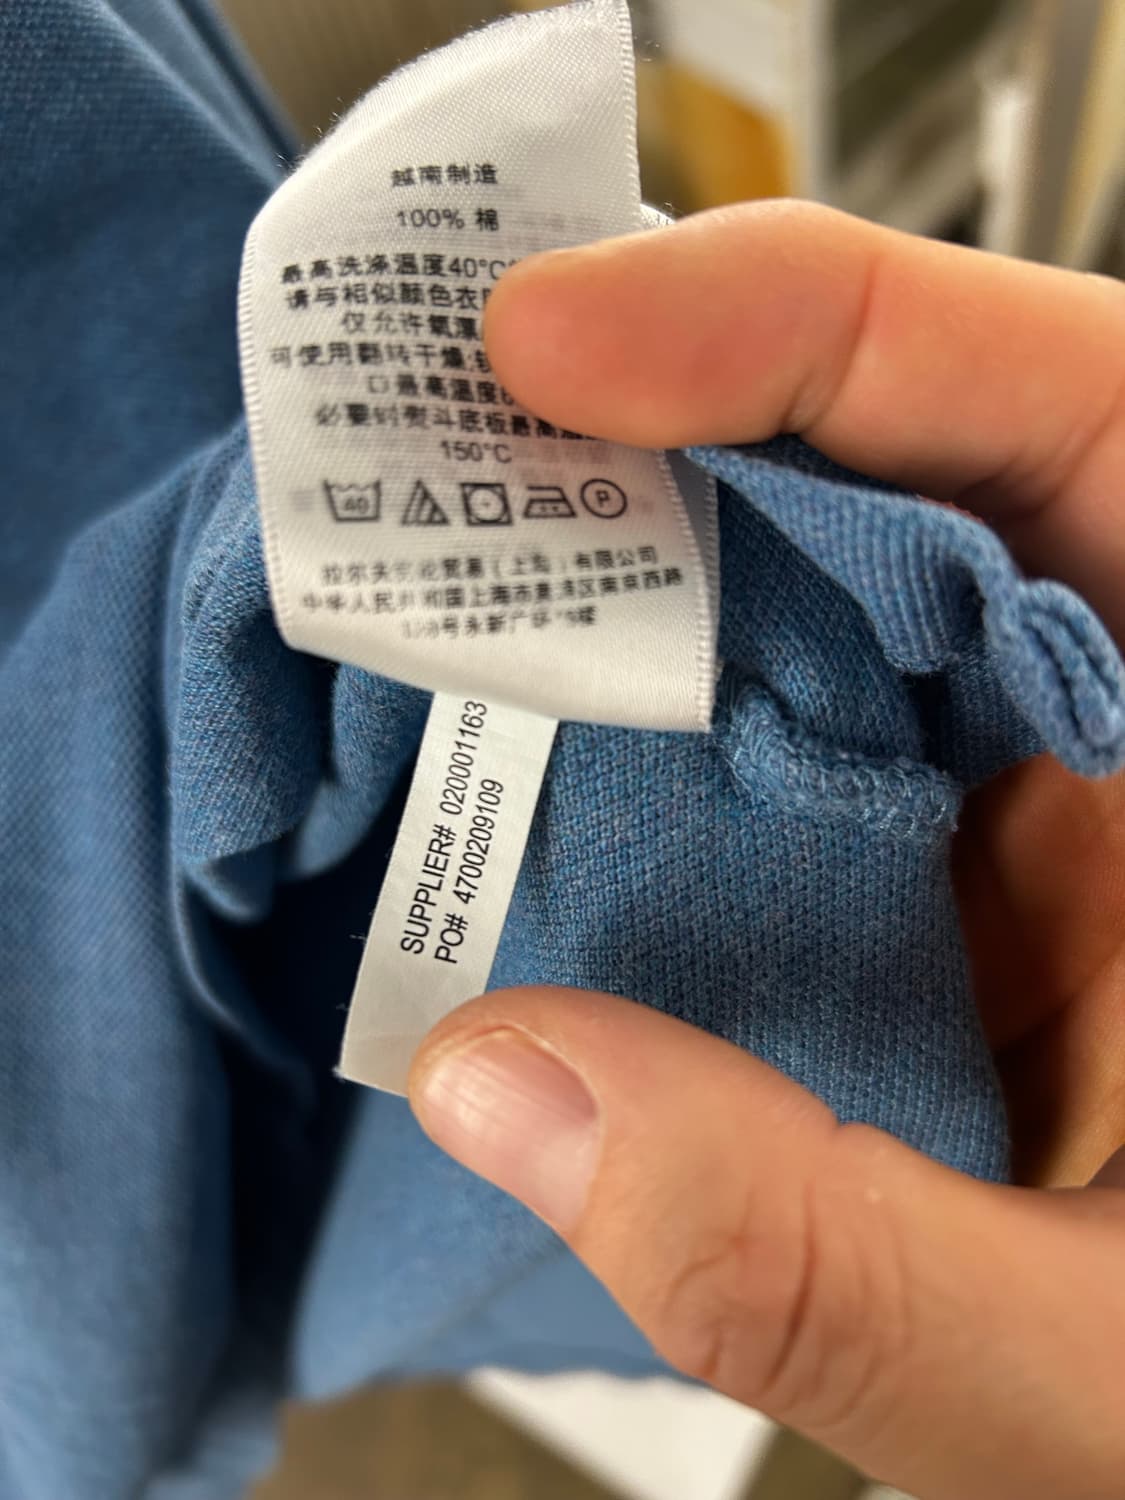 越南制造
100% 棉
最高洗涤温度40°C
请与相似颜色衣
仅允许氧漂
可使用翻转干燥;
口最高温度
必要时熨斗底板最高温
150°C
40
P
拉尔夫 贸易(上海)有限公司
中华人民共和国上海市黄浦区南京西路
号永新广场
SUPPLIER# 020001163
PO# 4700209109